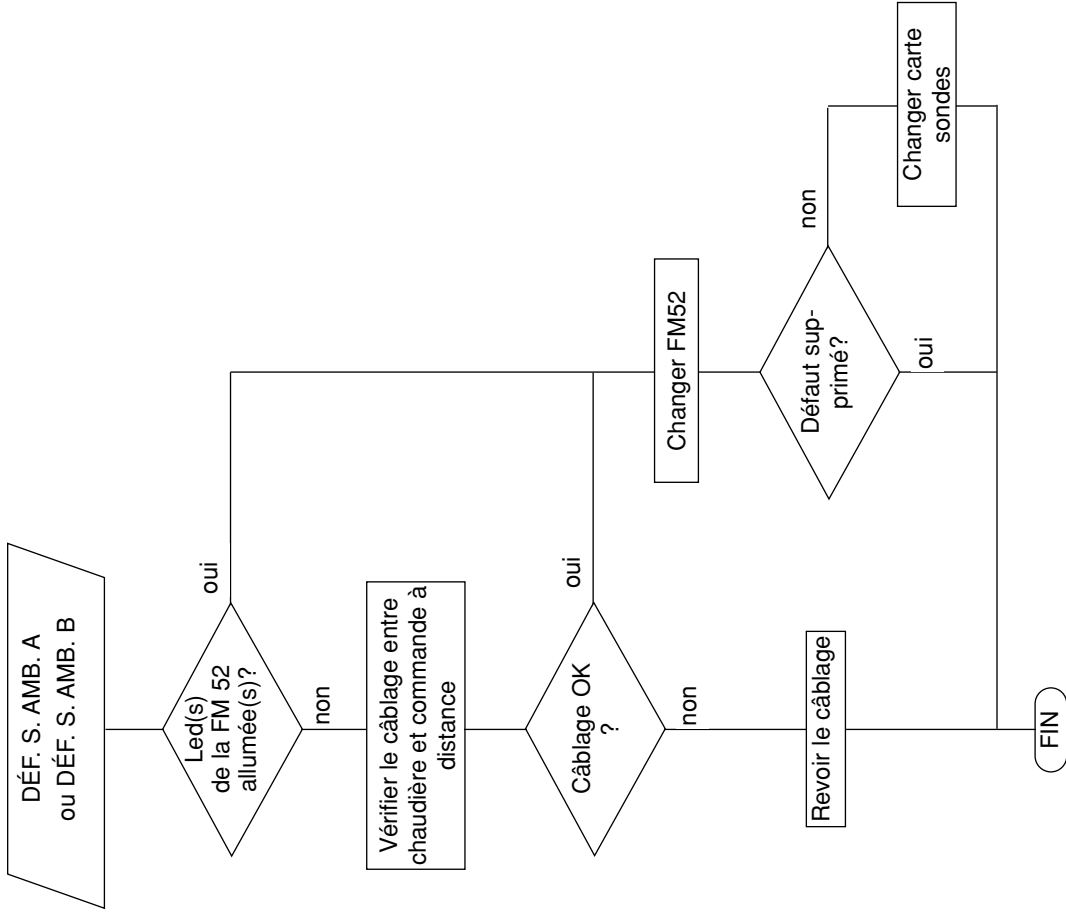 DÉF. S. AMB. A
ou DÉF. S. AMB. B
Led(s)
de la FM 52
allumée(s)?
oui
non
Vérifier le câblage entre
chaudière et commande à
distance
Câblage OK
?
oui
non
Revoir le câblage
Changer FM52
Défaut sup-
primé?
non
oui
Changer carte
sondes
FIN